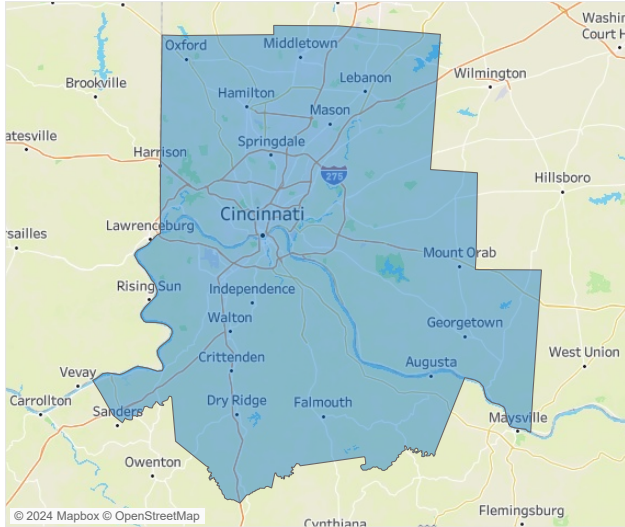 Washin
Court H
Oxford
Middletown
Brookville
Lebanon
Wilmington
Hamilton
Mason
atesville
Springdale
Harrison
275
Hillsboro
Cincinnati
Lawrenceburg
rsailles
Mount Orab
Rising Sun
Independence
Walton
Georgetown
West Union
Crittenden
Augusta
Vevay
Carrollton
Dry Ridge
Falmouth
Sanders
Maysville
Owenton
Flemingsburg
Cynthiana
© 2024 Mapbox © OpenStreetMap